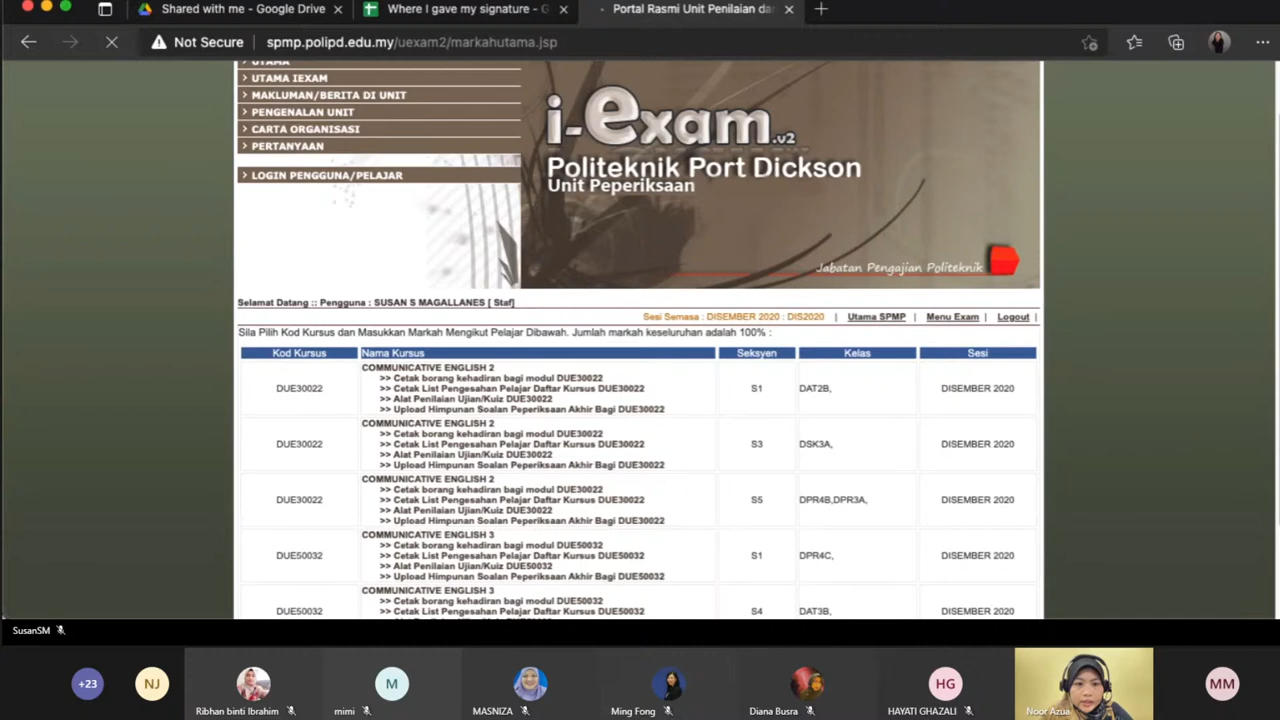 Shared with me - Google Drive
Where I gave my signature - G
Portal Rasmi Unit Penilaian dan
Not Secure
spmp.polipd.edu.my/uexam2/markahutama.jsp
UTAMA
UTAMA IEXAM
MAKLUMAN/BERITA DI UNIT
PENGENALAN UNIT
CARTA ORGANISASI
PERTANYAAN
LOGIN PENGGUNA/PELAJAR
i-exam.v2
Politeknik Port Dickson
Unit Peperiksaan
Jabatan Pengajian Politeknik
Selamat Datang :: Pengguna : SUSAN S MAGALLANES [ Staf]
Sesi Semasa : DISEMBER 2020 : DIS2020 | Utama SPMP | Menu Exam | Logout |
Sila Pilih Kod Kursus dan Masukkan Markah Mengikut Pelajar Dibawah. Jumlah markah keseluruhan adalah 100% :
Kod Kursus Nama Kursus Seksyen Kelas Sesi
COMMUNICATIVE ENGLISH 2
>> Cetak borang kehadiran bagi modul DUE30022
DUE30022 >> Cetak List Pengesahan Pelajar Daftar Kursus DUE30022 S1 DAT2B, DISEMBER 2020
>> Alat Penilaian Ujian/Kuiz DUE30022
>> Upload Himpunan Soalan Peperiksaan Akhir Bagi DUE30022
COMMUNICATIVE ENGLISH 2
>> Cetak borang kehadiran bagi modul DUE30022
DUE30022 >> Cetak List Pengesahan Pelajar Daftar Kursus DUE30022 S3 DSK3A, DISEMBER 2020
>> Alat Penilaian Ujian/Kuiz DUE30022
>> Upload Himpunan Soalan Peperiksaan Akhir Bagi DUE30022
COMMUNICATIVE ENGLISH 2
>> Cetak borang kehadiran bagi modul DUE30022
DUE30022 >> Cetak List Pengesahan Pelajar Daftar Kursus DUE30022 S5 DPR4B,DPR3A, DISEMBER 2020
>> Alat Penilaian Ujian/Kuiz DUE30022
>> Upload Himpunan Soalan Peperiksaan Akhir Bagi DUE30022
COMMUNICATIVE ENGLISH 3
>> Cetak borang kehadiran bagi modul DUE50032
DUE50032 >> Cetak List Pengesahan Pelajar Daftar Kursus DUE50032 S1 DPR4C, DISEMBER 2020
>> Alat Penilaian Ujian/Kuiz DUE50032
>> Upload Himpunan Soalan Peperiksaan Akhir Bagi DUE50032
COMMUNICATIVE ENGLISH 3
>> Cetak borang kehadiran bagi modul DUE50032
DUE50032 >> Cetak List Pengesahan Pelajar Daftar Kursus DUE50032 S4 DAT3B, DISEMBER 2020
SusanSM
+23 NJ M HG MM
Ribhan binti Ibrahim mimi MASNIZA Ming Fong Diana Busra HAYATI GHAZALI Noor Azua